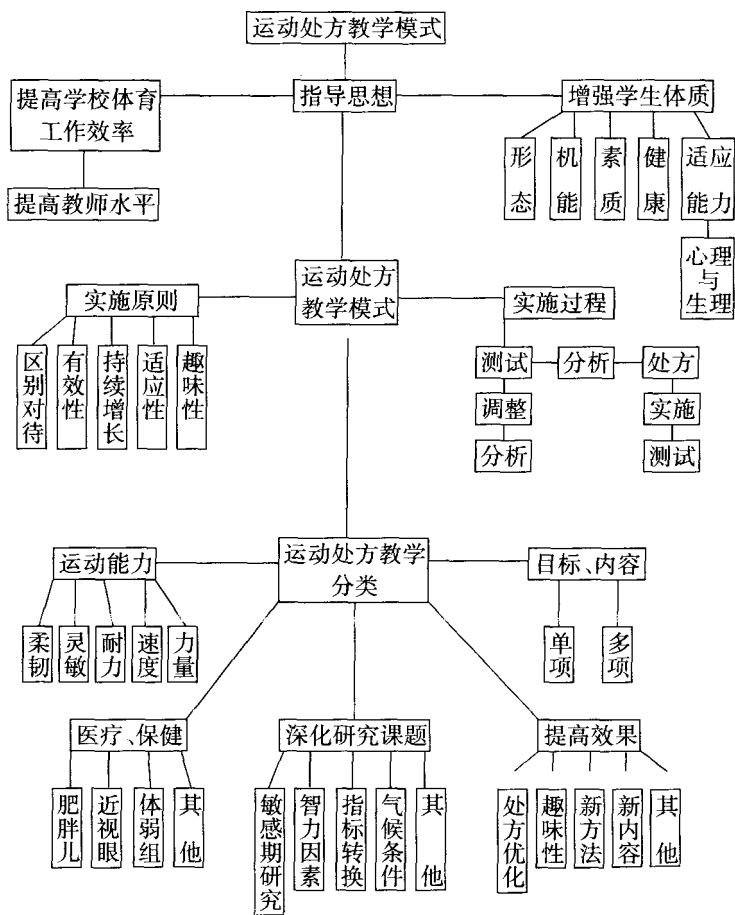 运动处方教学模式
提高学校体育
工作效率
指导思想
增强学生体质
提高教师水平
形态
机能
素质
健康
适应
能力
心理
与
生理
实施原则
运动处方
教学模式
实施过程
区别对待
有效性
持续增长
适应性
趣味性
测试
分析
处方
调整
实施
分析
测试
运动能力
运动处方教学
分类
目标、内容
柔韧
灵敏
耐力
速度
力量
单项
多项
医疗、保健
深化研究课题
提高效果
肥胖儿
近视眼
体弱组
其他
敏感期研究
智力因素
指标转换
气候条件
其他
处方优化
趣味性
新方法
新内容
其他